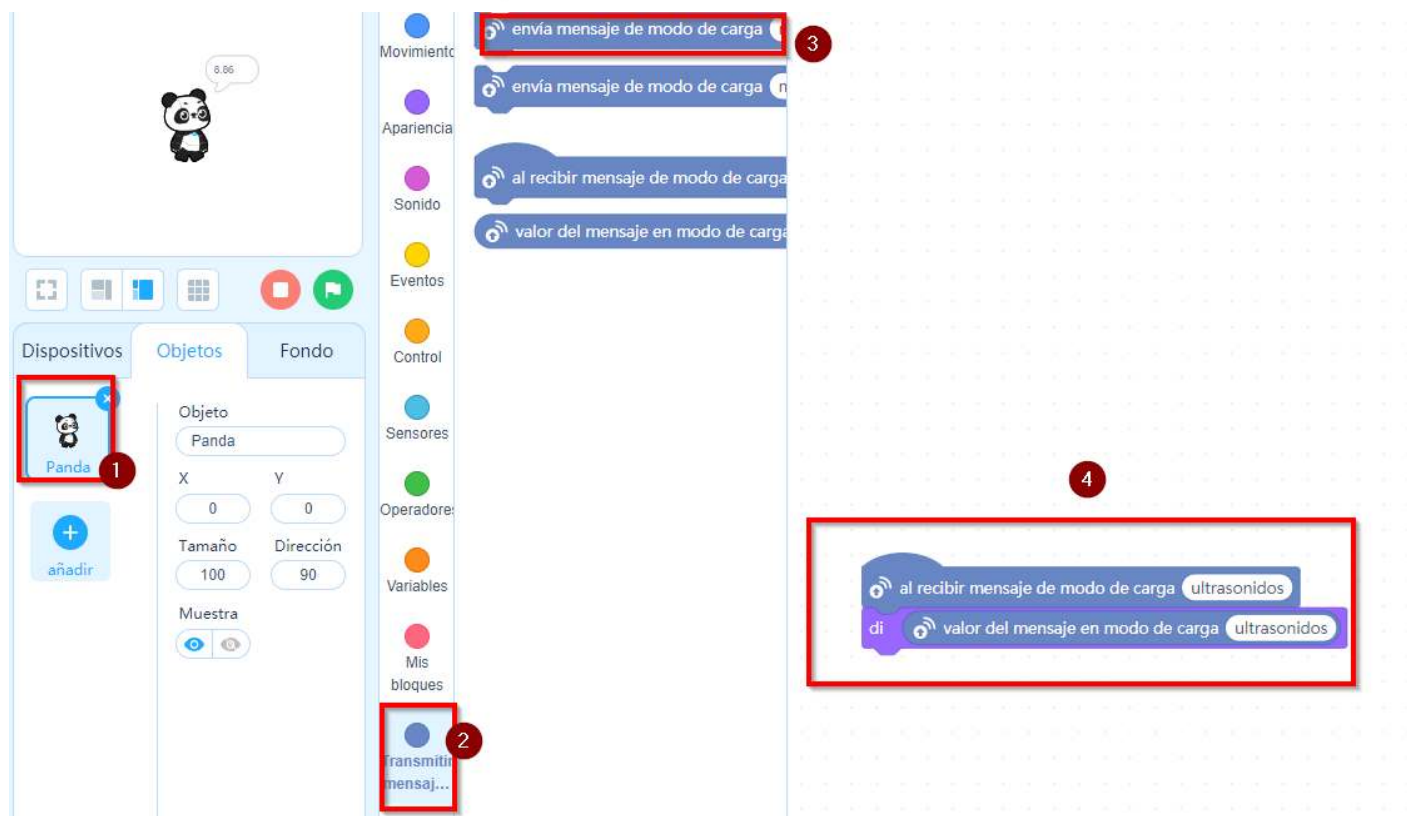 8.86
Dispositivos
Objetos
Fondo
1
Panda
añadir
Objeto
Panda
X
Y
0
0
Tamaño
Dirección
100
90
Muestra
Movimiento
Apariencia
Sonido
Eventos
Control
Sensores
Operadores
Variables
Mis
bloques
2
Transmitir
mensaj...
envía mensaje de modo de carga
3
envía mensaje de modo de carga
al recibir mensaje de modo de carga
valor del mensaje en modo de carga
4
al recibir mensaje de modo de carga ultrasonidos
di valor del mensaje en modo de carga ultrasonidos